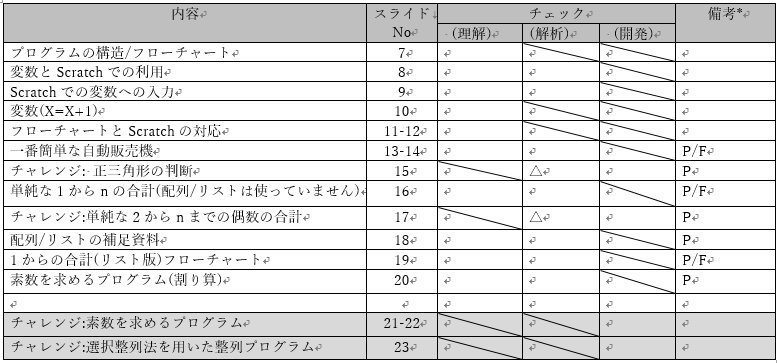 内容 スライド No チェック 備考*
(理解) (解析) (開発)
プログラムの構造/フローチャート 7
変数と Scratch での利用 8
Scratch での変数への入力 9
変数(X=X+1) 10
フローチャートと Scratch の対応 11-12
一番簡単な自動販売機 13-14 P/F
チャレンジ: 正三角形の判断 15 △ P
単純な 1 から n の合計(配列/リストは使っていません) 16 P/F
チャレンジ:単純な 2 から n までの偶数の合計 17 △ P
配列/リストの補足資料 18 P
1 からの合計(リスト版)フローチャート 19 P/F
素数を求めるプログラム(割り算) 20 P
チャレンジ:素数を求めるプログラム 21-22
チャレンジ:選択整列法を用いた整列プログラム 23